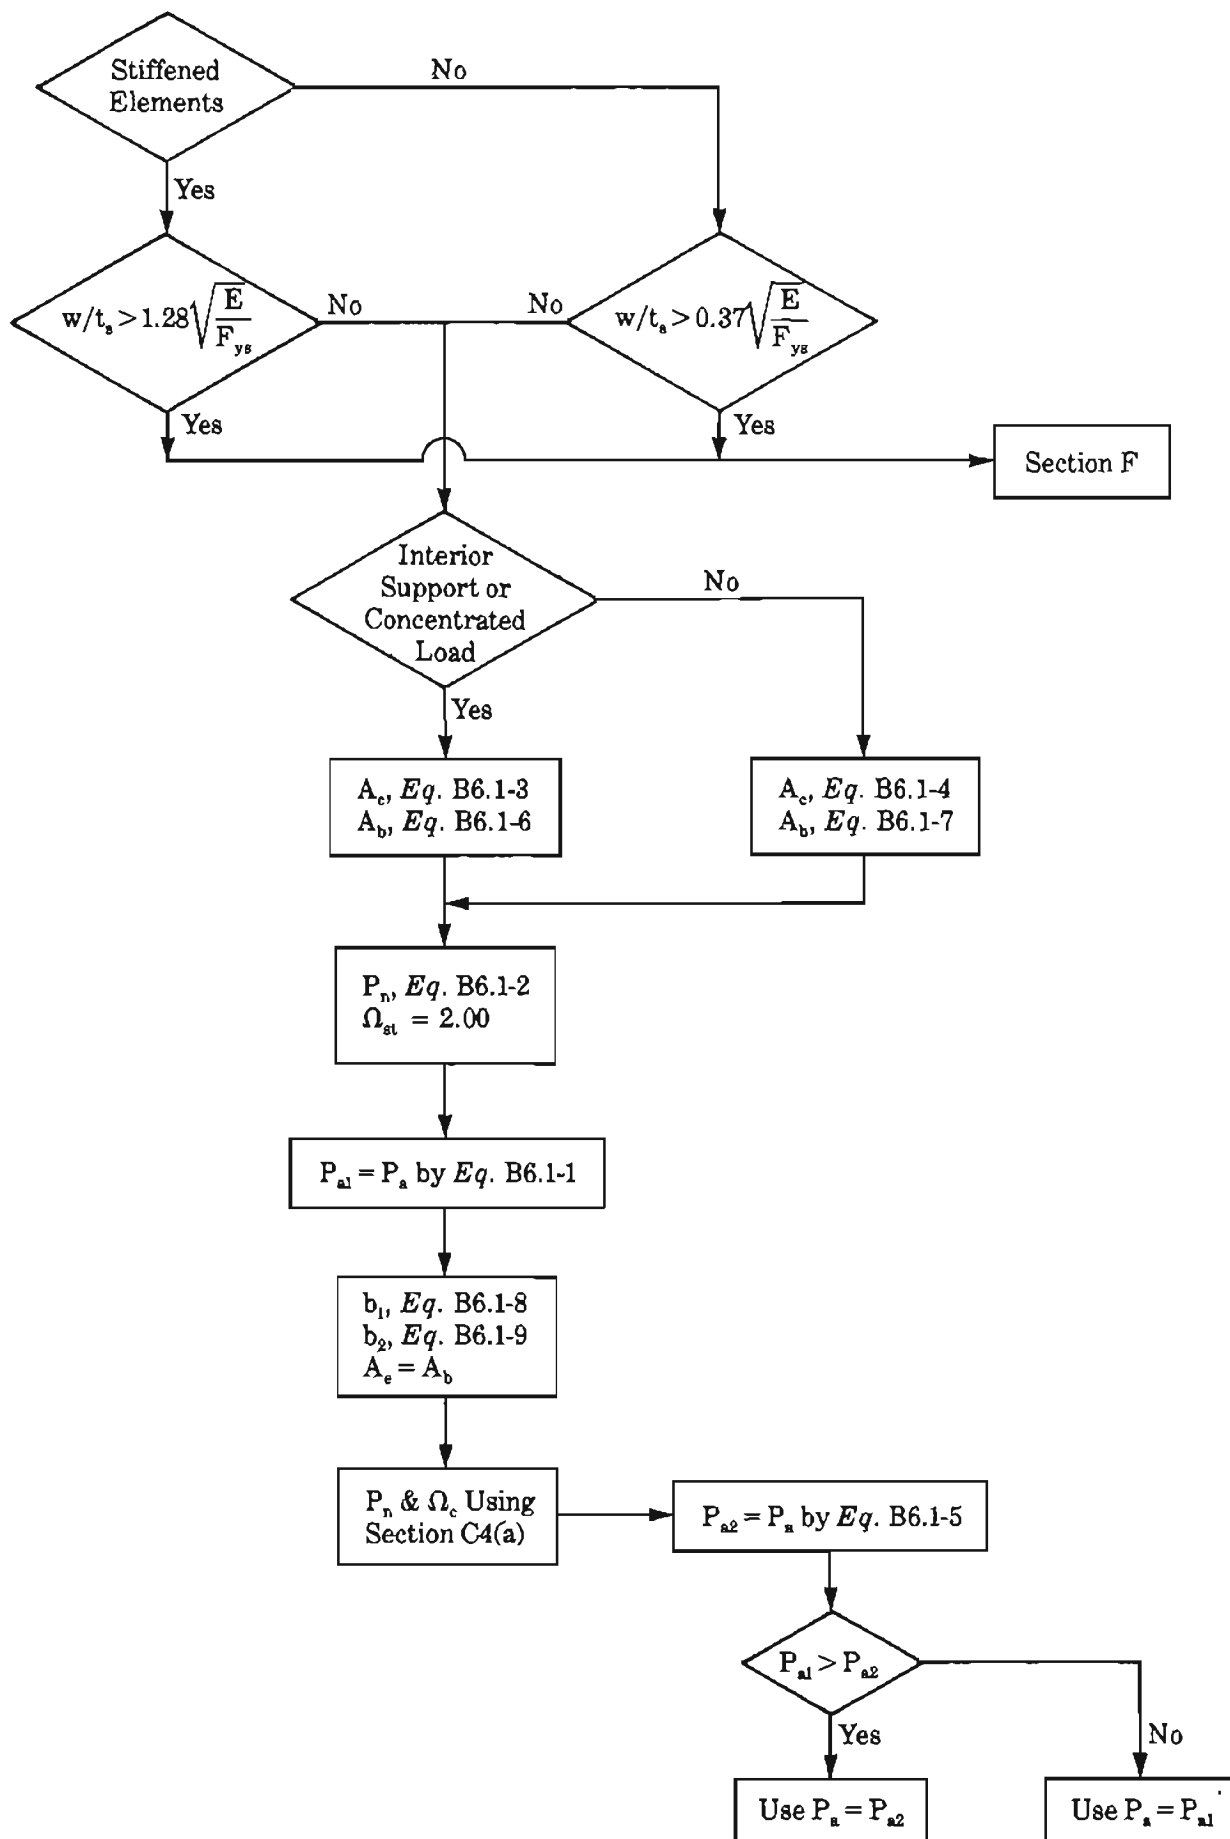 Stiffened
Elements
No
Yes
w/tₛ > 1.28√(E/F_ys)
No
No
w/tₛ > 0.37√(E/F_ys)
Yes
Yes
Section F
Interior
Support or
Concentrated
Load
No
Yes
A_c, Eq. B6.1-3
A_b, Eq. B6.1-6
A_c, Eq. B6.1-4
A_b, Eq. B6.1-7
P_n, Eq. B6.1-2
Ω_st = 2.00
P_a1 = P_a by Eq. B6.1-1
b₁, Eq. B6.1-8
b₂, Eq. B6.1-9
A_e = A_b
P_n & Ω_c Using
Section C4(a)
P_a2 = P_a by Eq. B6.1-5
P_a1 > P_a2
Yes
No
Use P_a = P_a2
Use P_a = P_a1